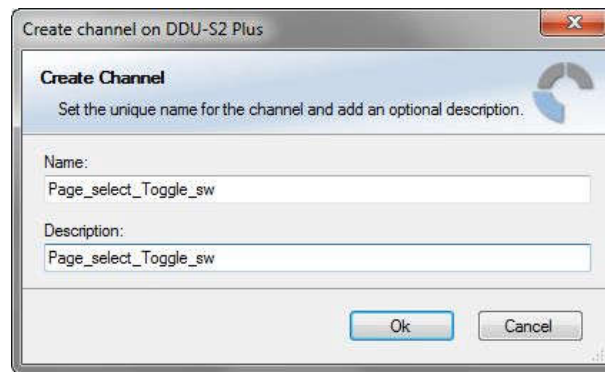 Create channel on DDU-S2 Plus
Create Channel
Set the unique name for the channel and add an optional description.
Name:
Page_select_Toggle_sw
Description:
Page_select_Toggle_sw
Ok
Cancel